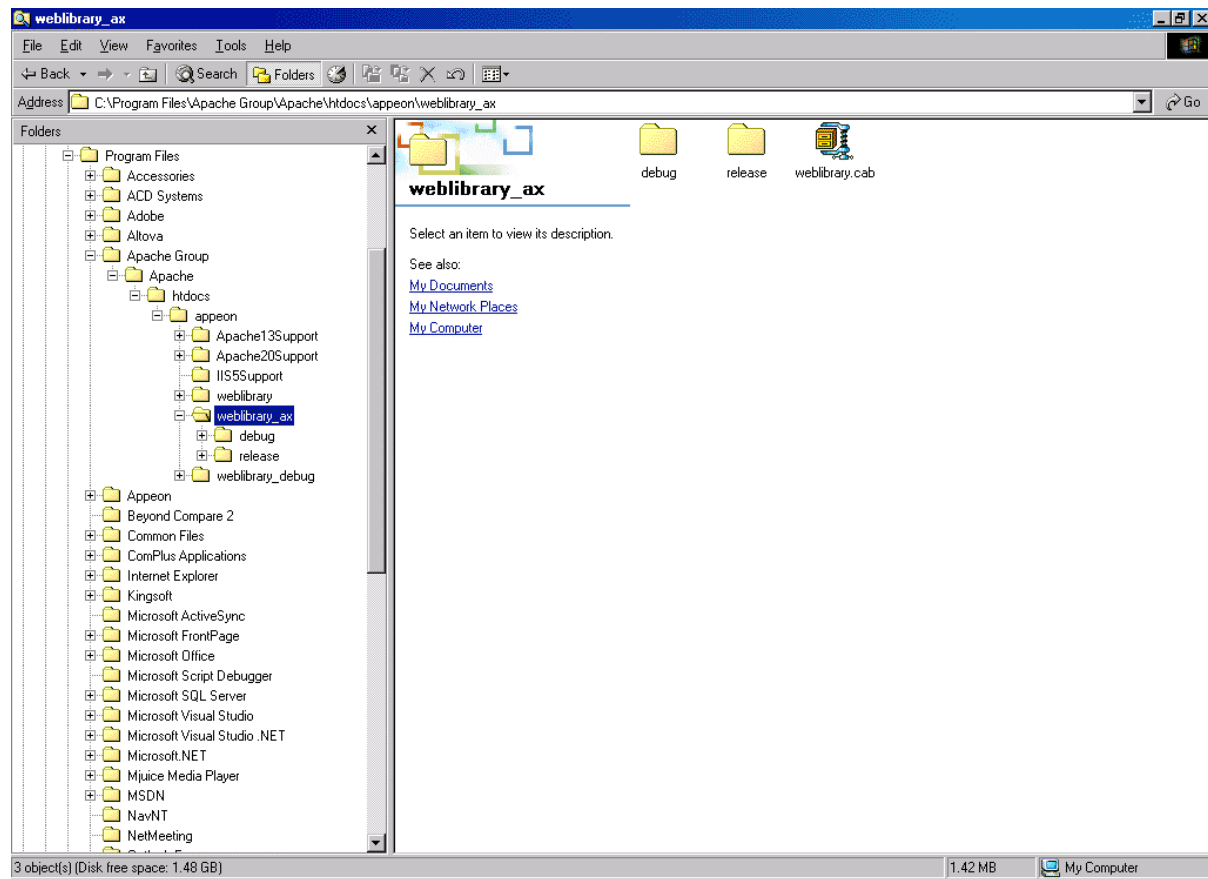 weblibrary_ax
File Edit View Favorites Tools Help
Back Search Folders
Address C:\Program Files\Apache Group\Apache\htdocs\appeon\weblibrary_ax Go
Folders
Program Files
Accessories
ACD Systems
Adobe
Altova
Apache Group
Apache
htdocs
appeon
Apache13Support
Apache20Support
IIS5Support
weblibrary
weblibrary_ax
debug
release
weblibrary_debug
Appeon
Beyond Compare 2
Common Files
ComPlus Applications
Internet Explorer
Kingsoft
Microsoft ActiveSync
Microsoft FrontPage
Microsoft Office
Microsoft Script Debugger
Microsoft SQL Server
Microsoft Visual Studio
Microsoft Visual Studio .NET
Microsoft.NET
Mjuice Media Player
MSDN
NavNT
NetMeeting
weblibrary_ax
Select an item to view its description.
See also:
My Documents
My Network Places
My Computer
debug release weblibrary.cab
3 object(s) (Disk free space: 1.48 GB) 1.42 MB My Computer